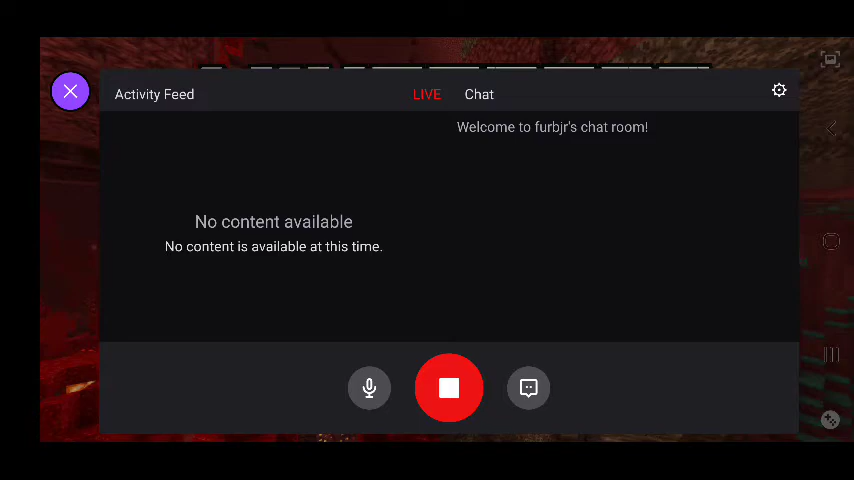 Activity Feed
LIVE
Chat
Welcome to furbjr's chat room!
No content available
No content is available at this time.